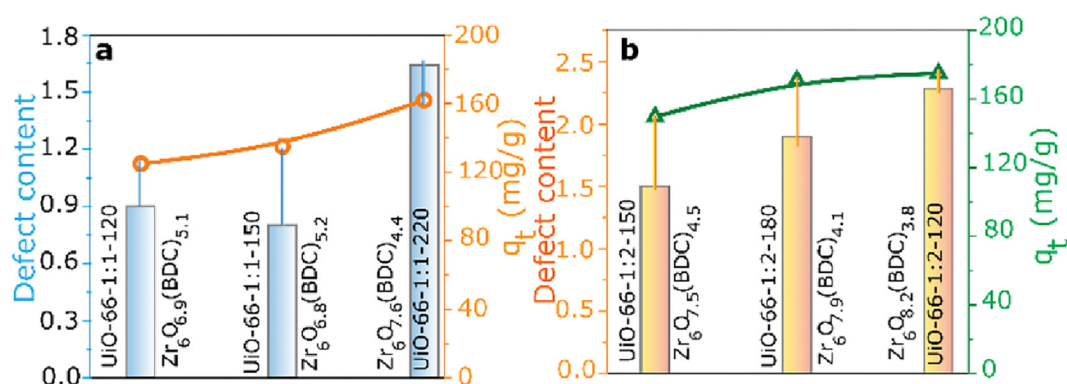 a
Defect content
1.8
1.5
1.2
0.9
0.6
0.3
0.0
UiO-66-1:1-120
Zr₆O₆.₉(BDC)₅.₁
UiO-66-1:1-150
Zr₆O₆.₈(BDC)₅.₂
Zr₆O₇.₆(BDC)₄.₄
UiO-66-1:1-220
200
160
120
80
40
0
qₜ (mg/g)
b
Defect content
2.5
2.0
1.5
1.0
0.5
0.0
UiO-66-1:2-150
Zr₆O₇.₅(BDC)₄.₅
UiO-66-1:2-180
Zr₆O₇.₉(BDC)₄.₁
Zr₆O₈.₂(BDC)₃.₈
UiO-66-1:2-120
200
160
120
80
40
0
qₜ (mg/g)